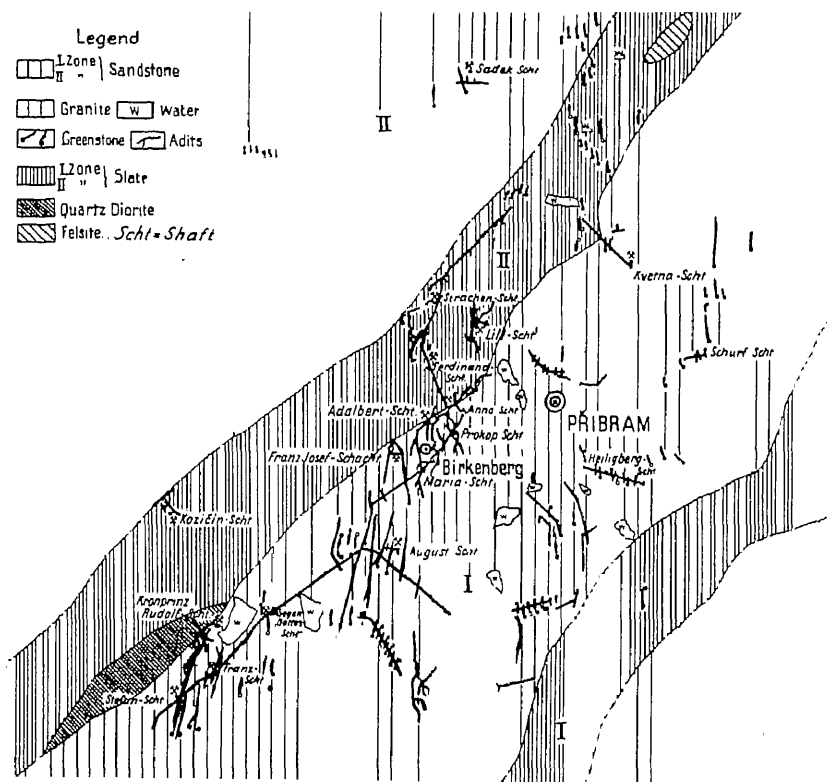 Legend
I. Zone
II " } Sandstone
Granite W Water
Greenstone Adits
I. Zone
II " } Slate
Quartz Diorite
Felsite.. Scht = Shaft
Sadek Scht
II
W
W
W
II
Strachen-Scht
Kverna-Scht
Lill-Scht
Ferdinand-
Scht
Schurf Scht
W
W
Adalbert-Scht.
Anna Scht
PŘIBRAM
Prokop Scht
Franz Josef-Schacht
Birkenberg
Heiligberg-
Scht
Maria-Scht.
W
W
W
W
Kozičin-Scht
August Scht
I
W
I
Kronprinz
Rudolf-Scht
W
Segen
Gottes
Scht
W
Franz-
Scht
Stefan-Scht
I